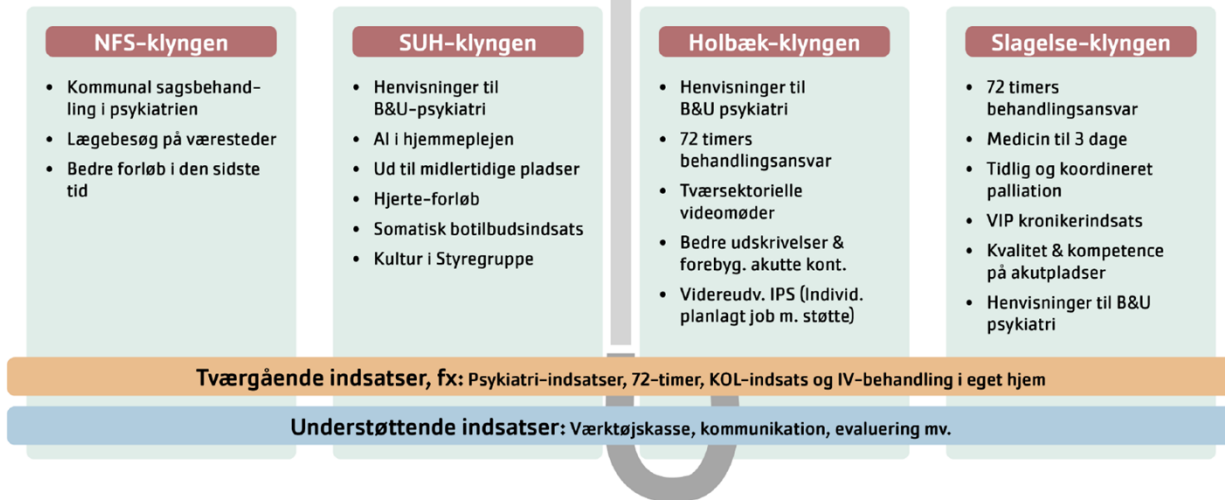 NFS-klyngen
• Kommunal sagsbehand-
ling i psykiatrien
• Lægebesøg på væresteder
• Bedre forløb i den sidste
tid
SUH-klyngen
• Henvisninger til
B&U-psykiatri
• AI i hjemmeplejen
• Ud til midlertidige pladser
• Hjerte-forløb
• Somatisk botilbudsindsats
• Kultur i Styregruppe
Holbæk-klyngen
• Henvisninger til
B&U psykiatri
• 72 timers
behandlingsansvar
• Tværsektorielle
videomøder
• Bedre udskrivelser &
forebyg. akutte kont.
• Videreudv. IPS (Individ.
planlagt job m. støtte)
Slagelse-klyngen
• 72 timers
behandlingsansvar
• Medicin til 3 dage
• Tidlig og koordineret
palliation
• VIP kronikerindsats
• Kvalitet & kompetence
på akutpladser
• Henvisninger til B&U
psykiatri
Tværgående indsatser, fx: Psykiatri-indsatser, 72-timer, KOL-indsats og IV-behandling i eget hjem
Understøttende indsatser: Værktøjskasse, kommunikation, evaluering mv.